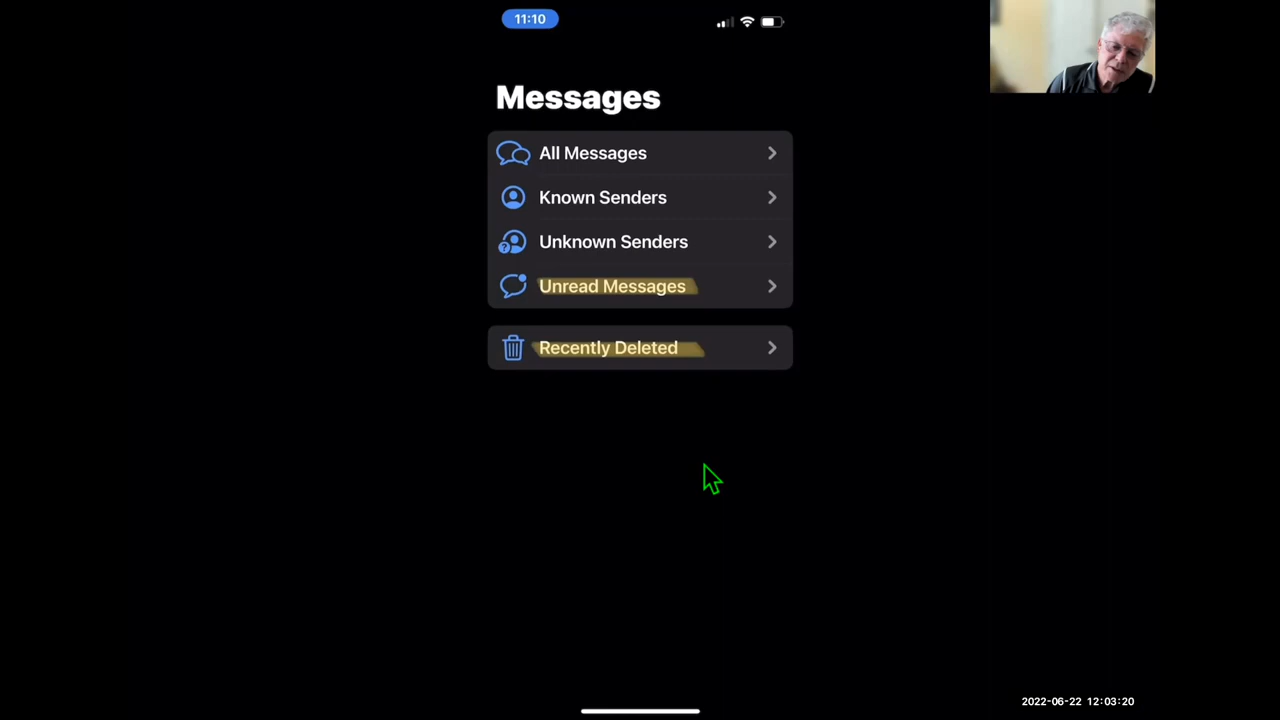 11:10
Messages
All Messages
Known Senders
Unknown Senders
Unread Messages
Recently Deleted
2022-06-22 12:03:20